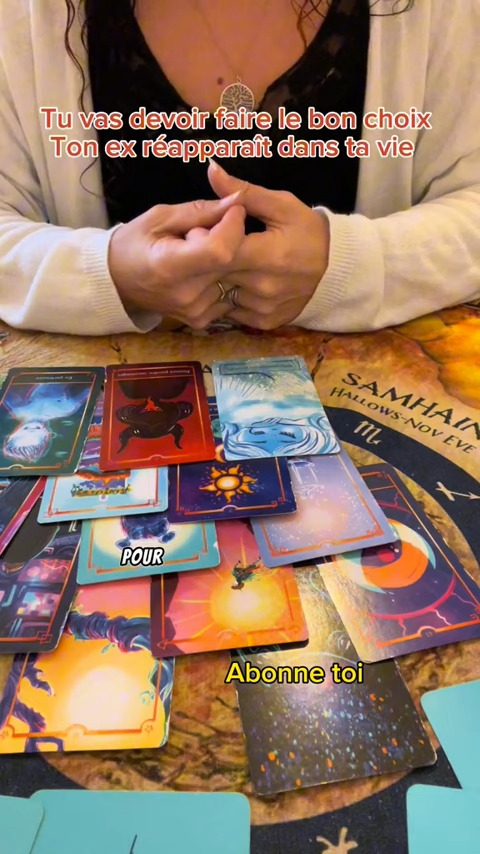 Tu vas devoir faire le bon choix
Ton ex réapparaît dans ta vie
SAMHAIN
HALLOWS-NOV EVE
POUR
Abonne toi